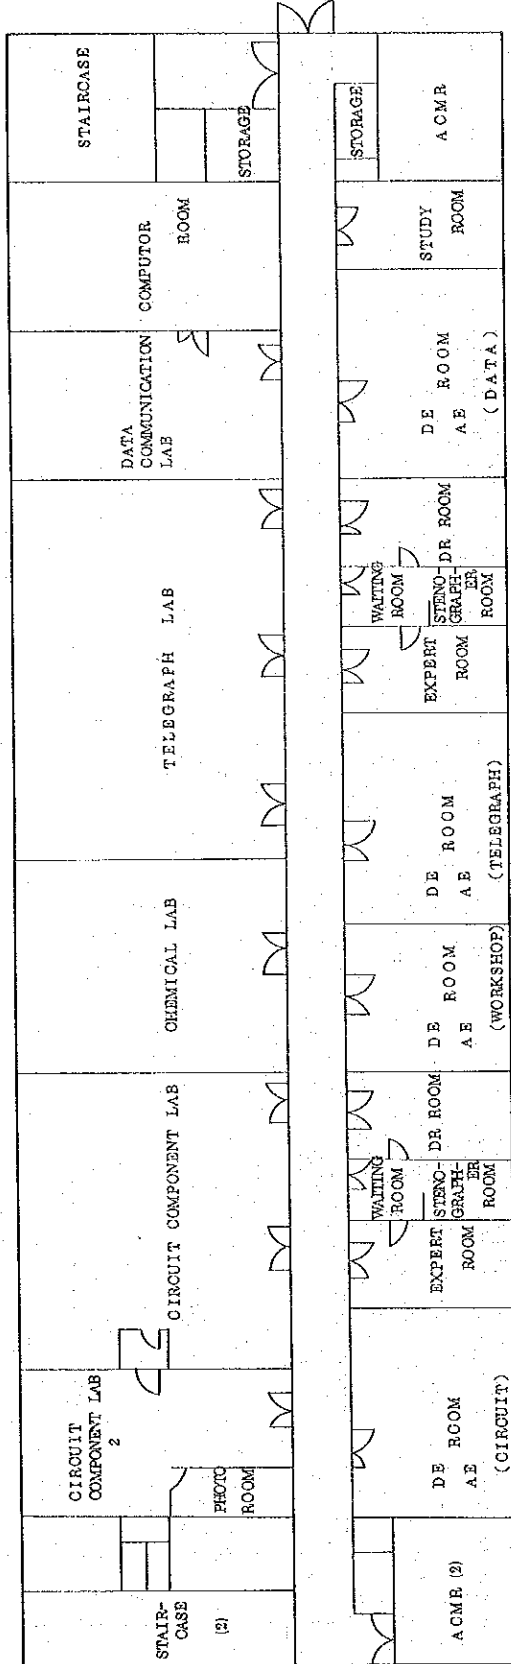 STAIRCASE
STORAGE
COMPUTOR
ROOM
DATA
COMMUNICATION
LAB
TELEGRAPH LAB
CHEMICAL LAB
CIRCUIT COMPONENT LAB
CIRCUIT
COMPONENT LAB
2
PHOTO
ROOM
STAIR-
CASE
(2)
STORAGE
ACMR
STUDY
ROOM
DE ROOM
AE
(DATA)
DR ROOM
WAITING
ROOM
STENO-
GRAPH-
ER
ROOM
EXPERT
ROOM
DE ROOM
AE
(TELEGRAPH)
DE ROOM
AE
(WORKSHOP)
DR ROOM
WAITING
ROOM
STENO-
GRAPH-
ER
ROOM
EXPERT
ROOM
DE ROOM
AE
(CIRCUIT)
ACMR (2)